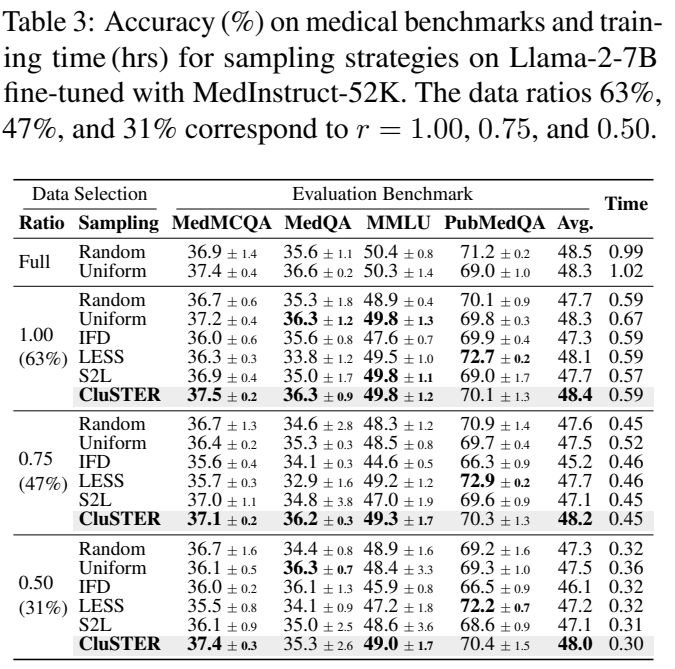 Table 3: Accuracy (%) on medical benchmarks and train-
ing time (hrs) for sampling strategies on Llama-2-7B
fine-tuned with MedInstruct-52K. The data ratios 63%,
47%, and 31% correspond to r = 1.00, 0.75, and 0.50.
Data Selection Evaluation Benchmark Time
Ratio Sampling MedMCQA MedQA MMLU PubMedQA Avg.
Full
Random 36.9 ± 1.4 35.6 ± 1.1 50.4 ± 0.8 71.2 ± 0.2 48.5 0.99
Uniform 37.4 ± 0.4 36.6 ± 0.2 50.3 ± 1.4 69.0 ± 1.0 48.3 1.02
1.00
(63%)
Random 36.7 ± 0.6 35.3 ± 1.8 48.9 ± 0.4 70.1 ± 0.9 47.7 0.59
Uniform 37.2 ± 0.4 36.3 ± 1.2 49.8 ± 1.3 69.8 ± 0.3 48.3 0.67
IFD 36.0 ± 0.6 35.6 ± 0.8 47.6 ± 0.7 69.9 ± 0.4 47.3 0.59
LESS 36.3 ± 0.3 33.8 ± 1.2 49.5 ± 1.0 72.7 ± 0.2 48.1 0.59
S2L 36.9 ± 0.4 35.0 ± 1.7 49.8 ± 1.1 69.0 ± 1.7 47.7 0.57
CluSTER 37.5 ± 0.2 36.3 ± 0.9 49.8 ± 1.2 70.1 ± 1.3 48.4 0.59
0.75
(47%)
Random 36.7 ± 1.3 34.6 ± 2.8 48.3 ± 1.2 70.9 ± 1.4 47.6 0.45
Uniform 36.4 ± 0.2 35.3 ± 0.3 48.5 ± 0.8 69.7 ± 0.4 47.5 0.52
IFD 35.6 ± 0.4 34.1 ± 0.3 44.6 ± 0.5 66.3 ± 0.9 45.2 0.46
LESS 35.7 ± 0.3 32.9 ± 1.6 49.2 ± 1.2 72.9 ± 0.2 47.7 0.46
S2L 37.0 ± 1.1 34.8 ± 3.8 47.0 ± 1.9 69.6 ± 0.9 47.1 0.45
CluSTER 37.1 ± 0.2 36.2 ± 0.3 49.3 ± 1.7 70.3 ± 1.3 48.2 0.45
0.50
(31%)
Random 36.7 ± 1.6 34.4 ± 0.8 48.9 ± 1.6 69.2 ± 1.6 47.3 0.32
Uniform 36.1 ± 0.5 36.3 ± 0.7 48.4 ± 3.3 69.3 ± 1.0 47.5 0.36
IFD 36.0 ± 0.2 36.1 ± 1.3 45.9 ± 0.8 66.5 ± 0.9 46.1 0.32
LESS 35.5 ± 0.8 34.1 ± 0.9 47.2 ± 1.8 72.2 ± 0.7 47.2 0.32
S2L 36.1 ± 0.9 35.0 ± 2.5 48.6 ± 3.6 68.6 ± 0.9 47.1 0.31
CluSTER 37.4 ± 0.3 35.3 ± 2.6 49.0 ± 1.7 70.4 ± 1.5 48.0 0.30